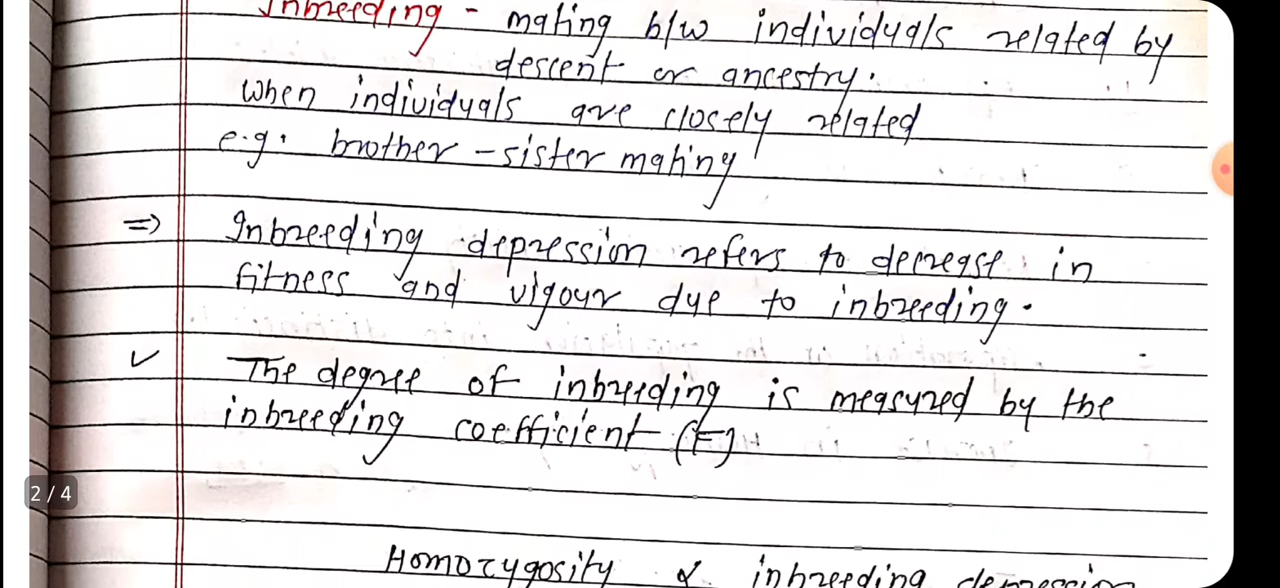 Inbreeding - mating b/w individuals related by
descent or ancestry.
When individuals are closely related
e.g. brother - sister mating
=> Inbreeding depression refers to decrease in
fitness and vigour due to inbreeding.
✓ The degree of inbreeding is measured by the
inbreeding coefficient (F)
2 / 4
Homozygosity ∝ inbreeding depression